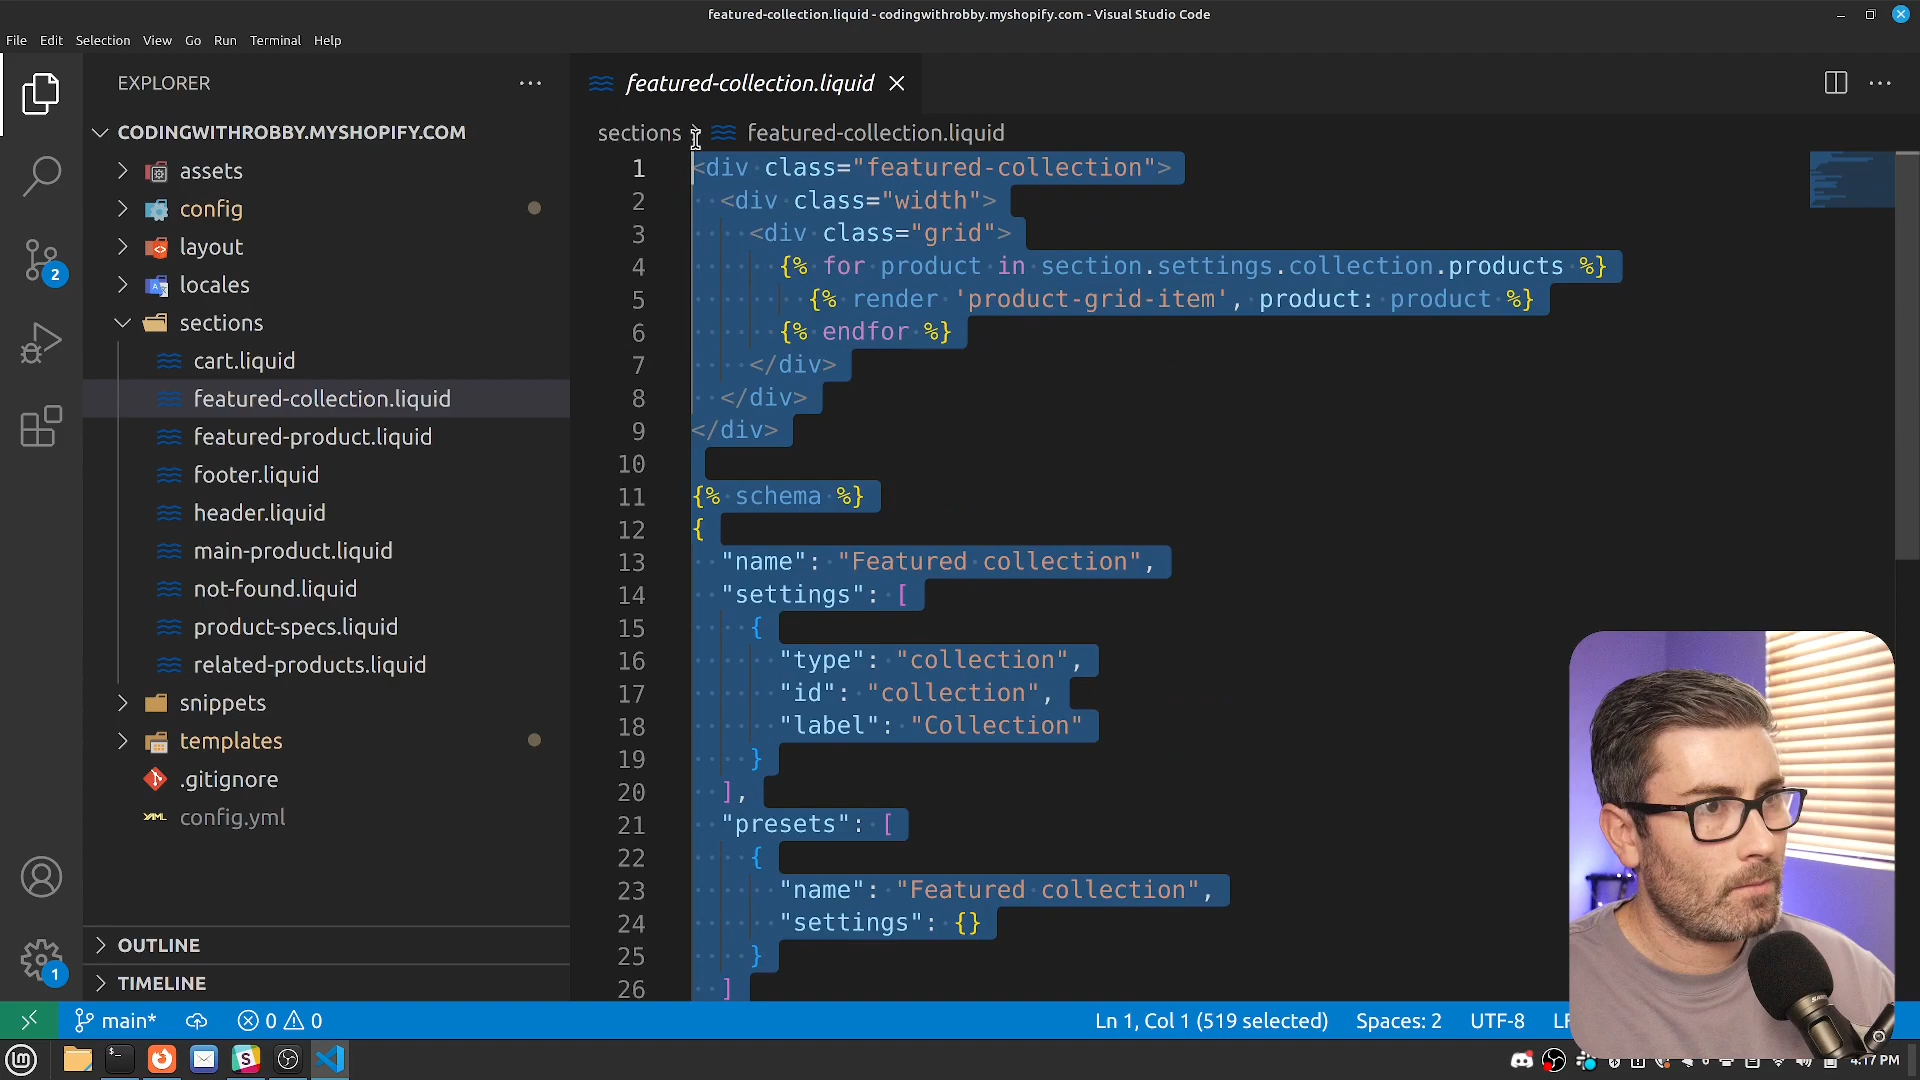 featured-collection.liquid - codingwithrobby.myshopify.com - Visual Studio Code
File Edit Selection View Go Run Terminal Help
EXPLORER
featured-collection.liquid
CODINGWITHROBBY.MYSHOPIFY.COM
sections > featured-collection.liquid
assets
config
layout
locales
sections
cart.liquid
featured-collection.liquid
featured-product.liquid
footer.liquid
header.liquid
main-product.liquid
not-found.liquid
product-specs.liquid
related-products.liquid
snippets
templates
.gitignore
config.yml
OUTLINE
TIMELINE
2
1
1 <div class="featured-collection">
2 <div class="width">
3 <div class="grid">
4 {% for product in section.settings.collection.products %}
5 {% render 'product-grid-item', product: product %}
6 {% endfor %}
7 </div>
8 </div>
9 </div>
10
11 {% schema %}
12 {
13 "name": "Featured collection",
14 "settings": [
15 {
16 "type": "collection",
17 "id": "collection",
18 "label": "Collection"
19 }
20 ],
21 "presets": [
22 {
23 "name": "Featured collection",
24 "settings": {}
25 }
26 ]
main* 0 0 Ln 1, Col 1 (519 selected) Spaces: 2 UTF-8
4:17 PM